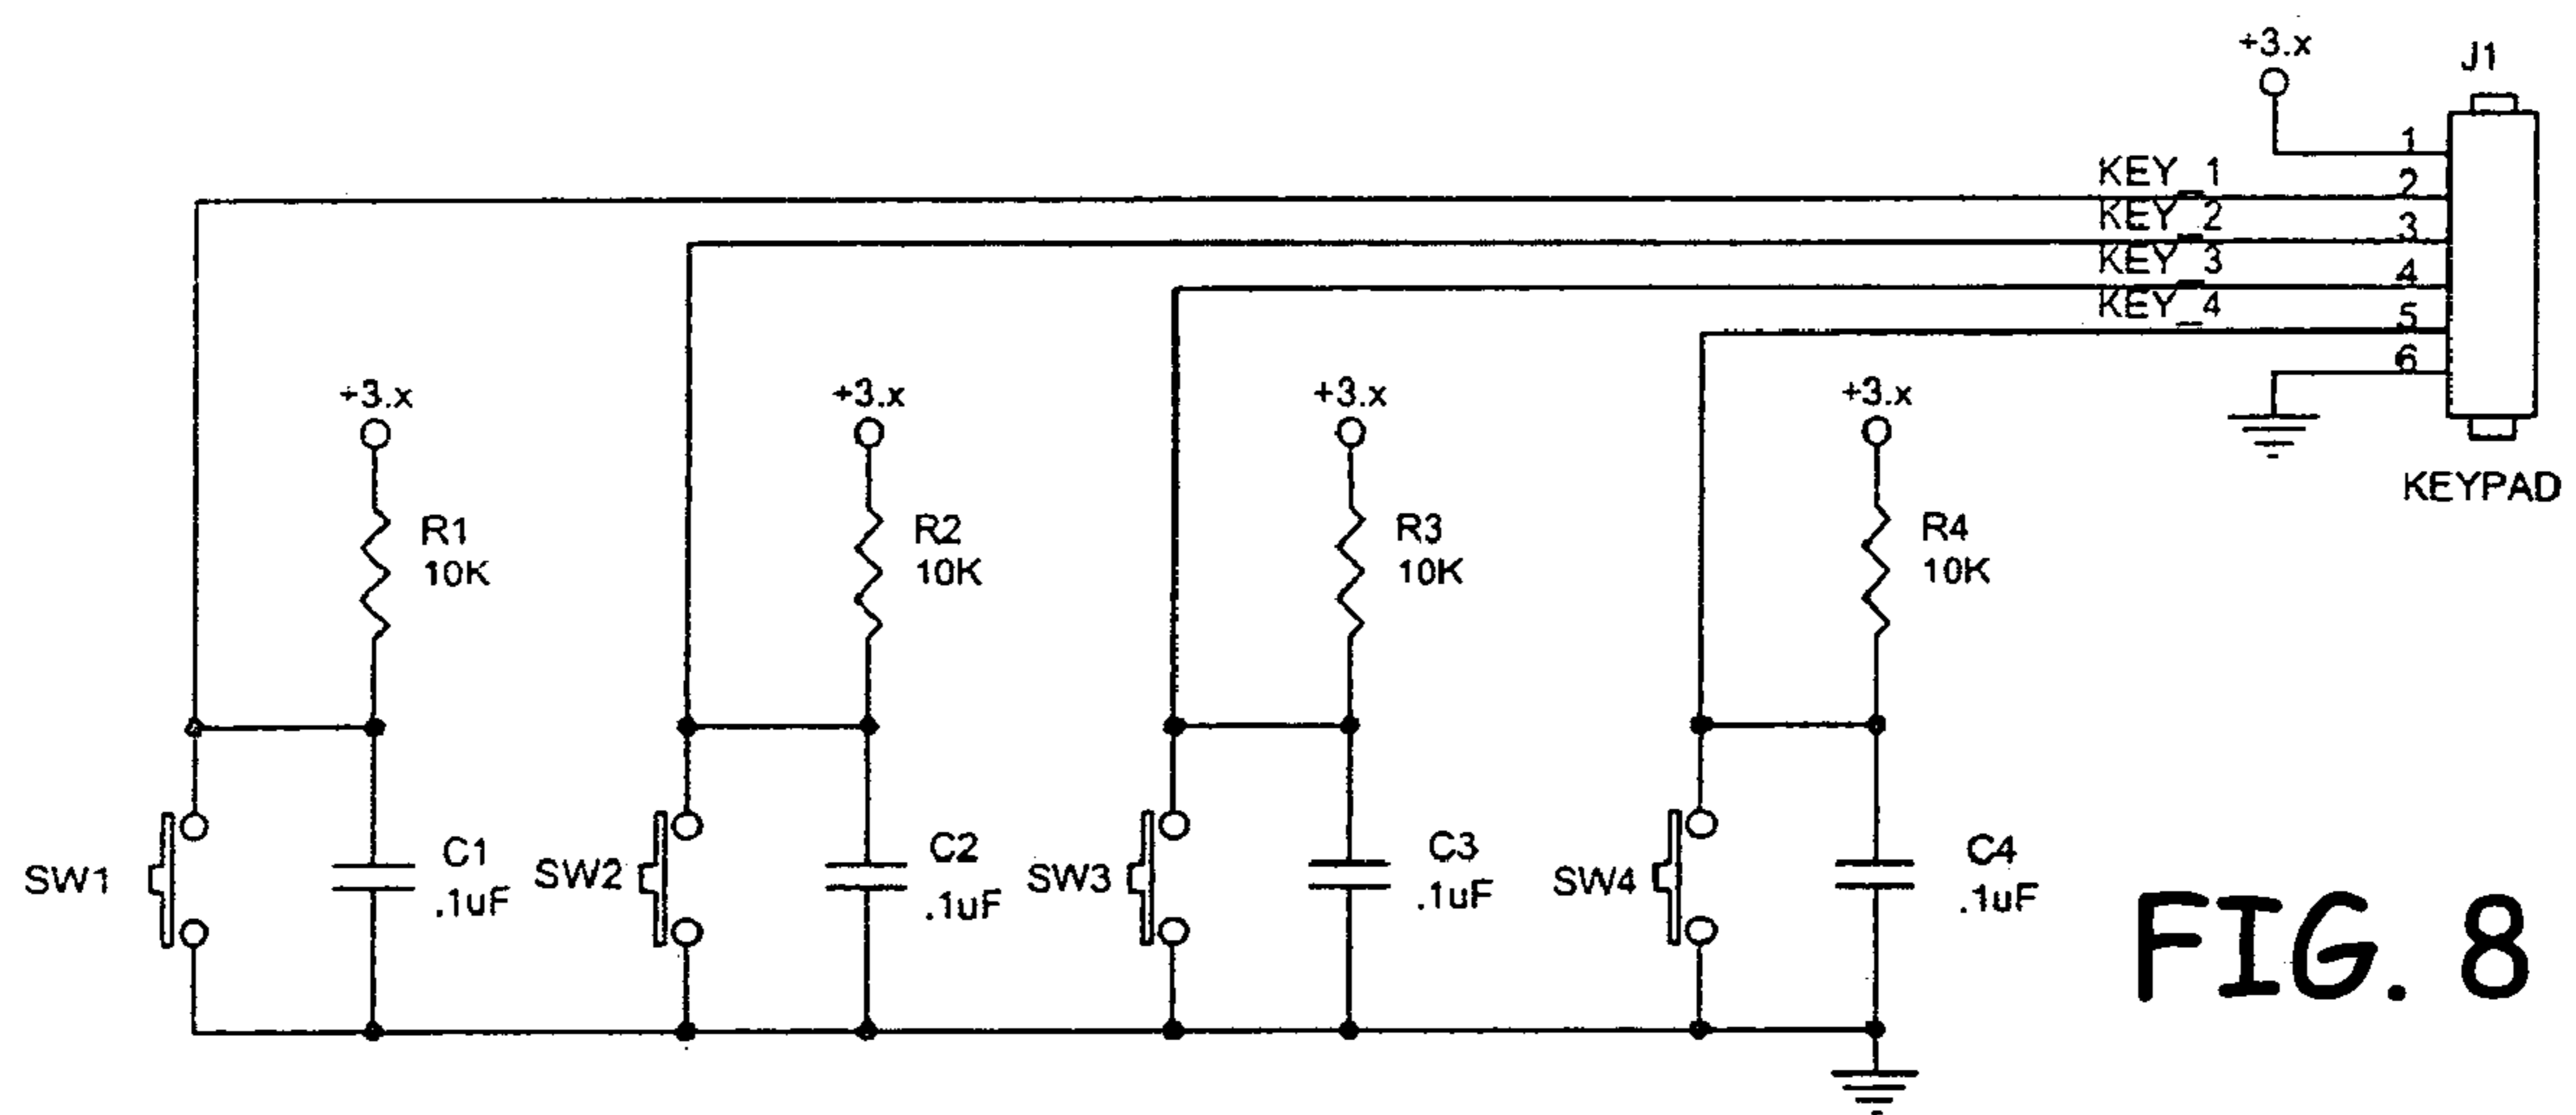 +3.x
J1
1
KEY_1 2
KEY_2 3
KEY_3 4
KEY_4 5
6
KEYPAD
+3.x
+3.x
+3.x
+3.x
R1
10K
R2
10K
R3
10K
R4
10K
SW1
C1
.1uF
SW2
C2
.1uF
SW3
C3
.1uF
SW4
C4
.1uF
FIG. 8